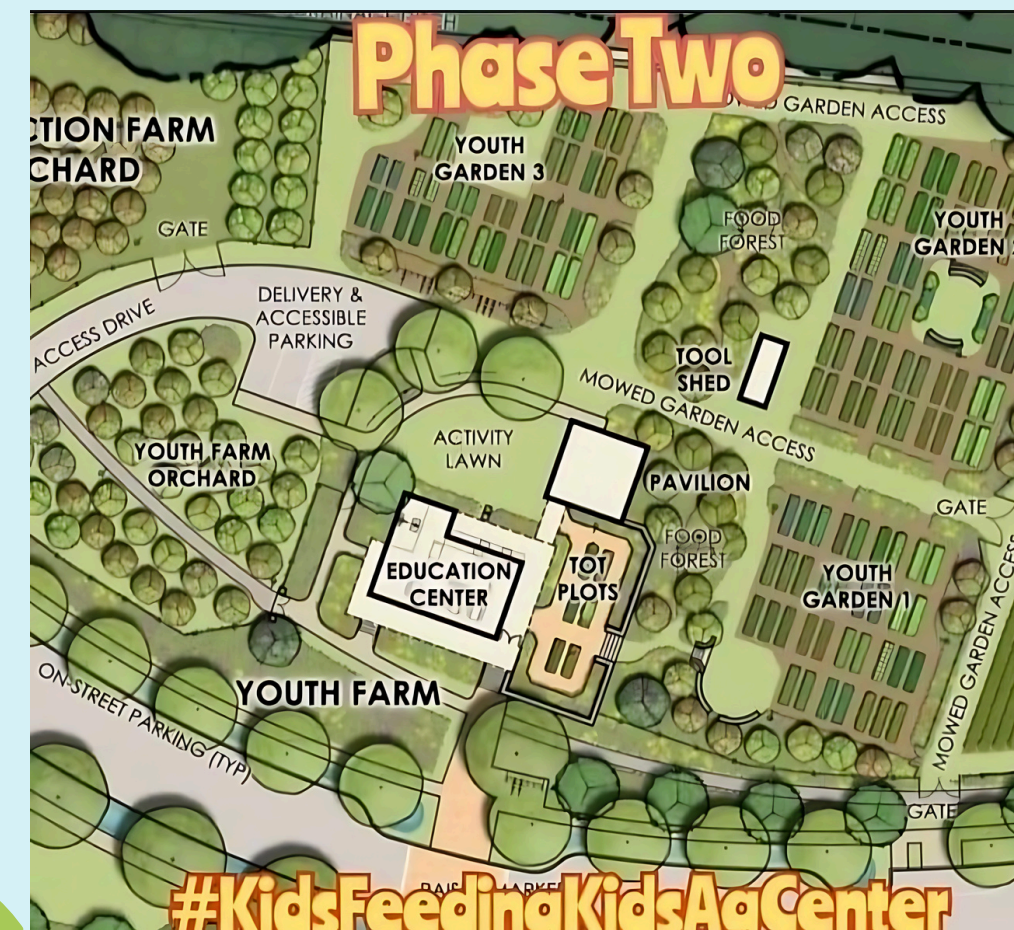 Phase Two
GARDEN ACCESS
CTION FARM
CHARD
YOUTH
GARDEN 3
GATE
FOOD
FOREST
YOUTH
GARDEN
DELIVERY &
ACCESSIBLE
PARKING
ACCESS DRIVE
TOOL
SHED
MOWED GARDEN ACCESS
ACTIVITY
LAWN
YOUTH FARM
ORCHARD
PAVILION
GATE
FOOD
FOREST
EDUCATION
CENTER
TOT
PLOTS
YOUTH
GARDEN 1
MOWED GARDEN ACCESS
YOUTH FARM
ON-STREET PARKING (TYP)
GATE
#KidsFeedingKidsAgCenter